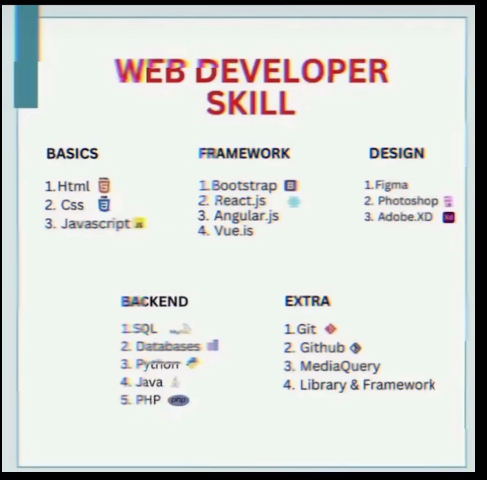 WEB DEVELOPER
SKILL
BASICS
1. Html
2. Css
3. Javascript
FRAMEWORK
1. Bootstrap
2. React.js
3. Angular.js
4. Vue.js
DESIGN
1. Figma
2. Photoshop
3. Adobe.XD
BACKEND
1. SQL
2. Databases
3. Python
4. Java
5. PHP php
EXTRA
1. Git
2. Github
3. MediaQuery
4. Library & Framework